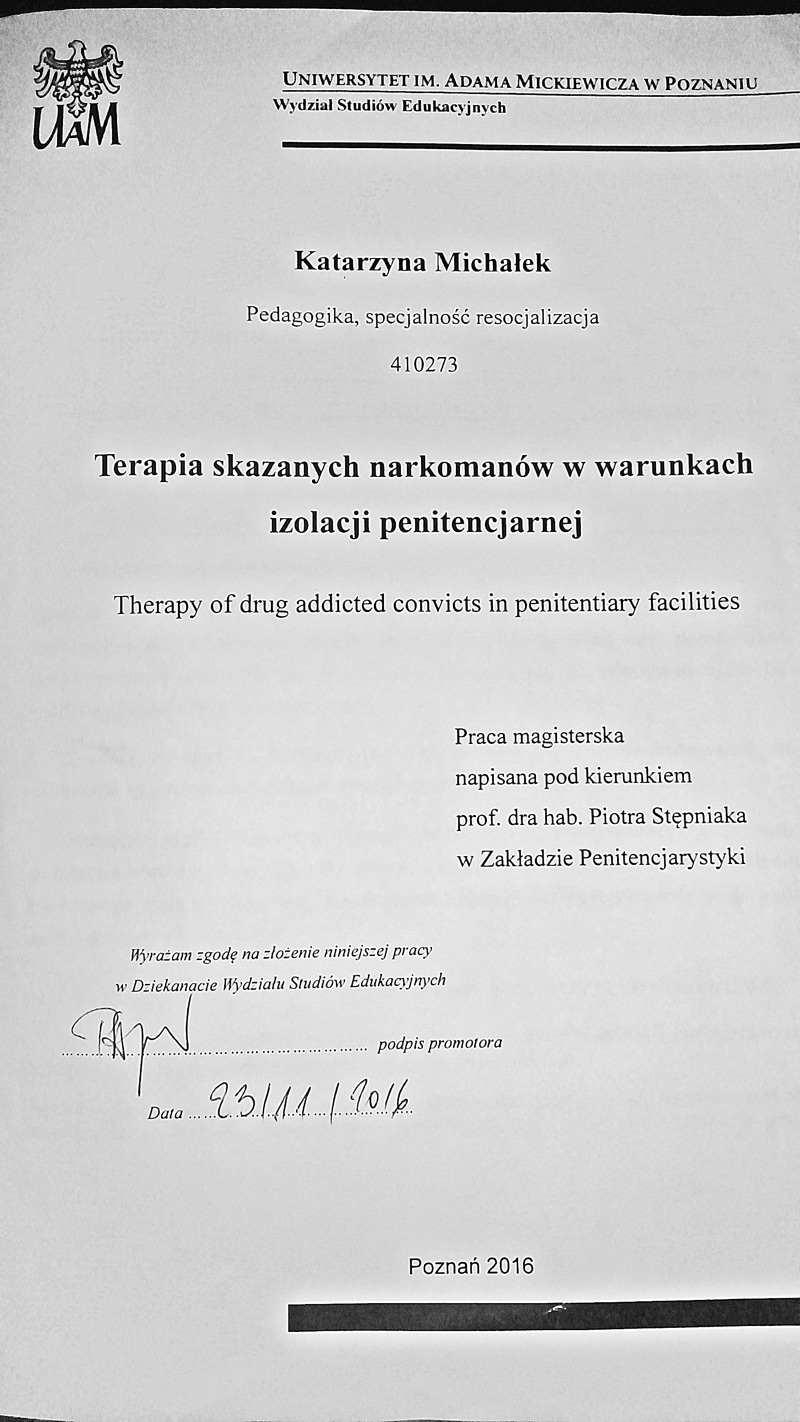 UAM
UNIWERSYTET IM. ADAMA MICKIEWICZA W POZNANIU
Wydział Studiów Edukacyjnych
Katarzyna Michałek
Pedagogika, specjalność resocjalizacja
410273
Terapia skazanych narkomanów w warunkach
izolacji penitencjarnej
Therapy of drug addicted convicts in penitentiary facilities
Praca magisterska
napisana pod kierunkiem
prof. dra hab. Piotra Stępniaka
w Zakładzie Penitencjarystyki
Wyrażam zgodę na złożenie niniejszej pracy
w Dziekanacie Wydziału Studiów Edukacyjnych
podpis promotora
Data 23/11/2016
Poznań 2016